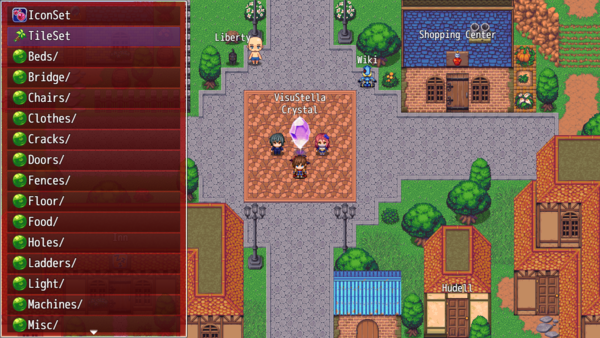 IconSet
TileSet
Beds/
Bridge/
Chairs/
Clothes/
Cracks/
Doors/
Fences/
Floor/
Food/
Holes/
Ladders/
Light/
Machines/
Misc/
Liberty
Wiki
Shopping Center
VisuStella
Crystal
Hudell